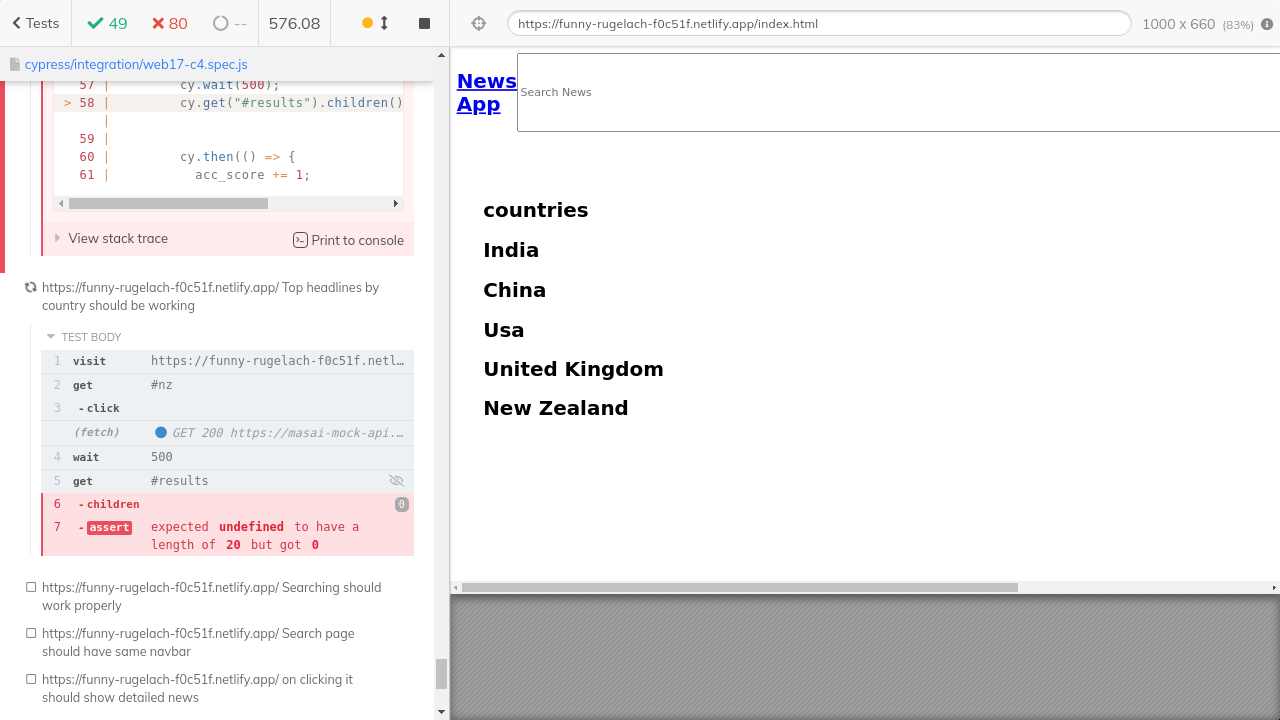 Tests 49 80 -- 576.08
cypress/integration/web17-c4.spec.js
57 | cy.wait(500);
> 58 | cy.get("#results").children()
|
59 |
60 | cy.then(() => {
61 | acc_score += 1;
View stack trace Print to console
https://funny-rugelach-f0c51f.netlify.app/ Top headlines by
country should be working
TEST BODY
1 visit https://funny-rugelach-f0c51f.netl…
2 get #nz
3 - click
(fetch) GET 200 https://masai-mock-api.…
4 wait 500
5 get #results
6 - children 0
7 - assert expected undefined to have a
length of 20 but got 0
https://funny-rugelach-f0c51f.netlify.app/ Searching should
work properly
https://funny-rugelach-f0c51f.netlify.app/ Search page
should have same navbar
https://funny-rugelach-f0c51f.netlify.app/ on clicking it
should show detailed news
https://funny-rugelach-f0c51f.netlify.app/index.html 1000 x 660 (83%)
News
App
Search News
countries
India
China
Usa
United Kingdom
New Zealand